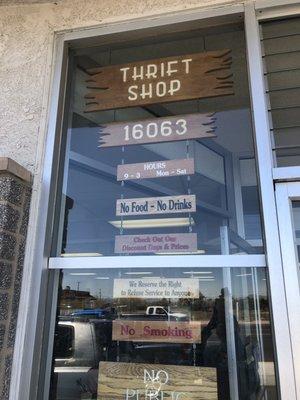 THRIFT
SHOP
16063
HOURS
9 - 3 Mon - Sat
No Food - No Drinks
Check Out Our
Discount Days & Prices
We Reserve the Right
to Refuse Service To Anyone
No Smoking
NO
PUBLIC